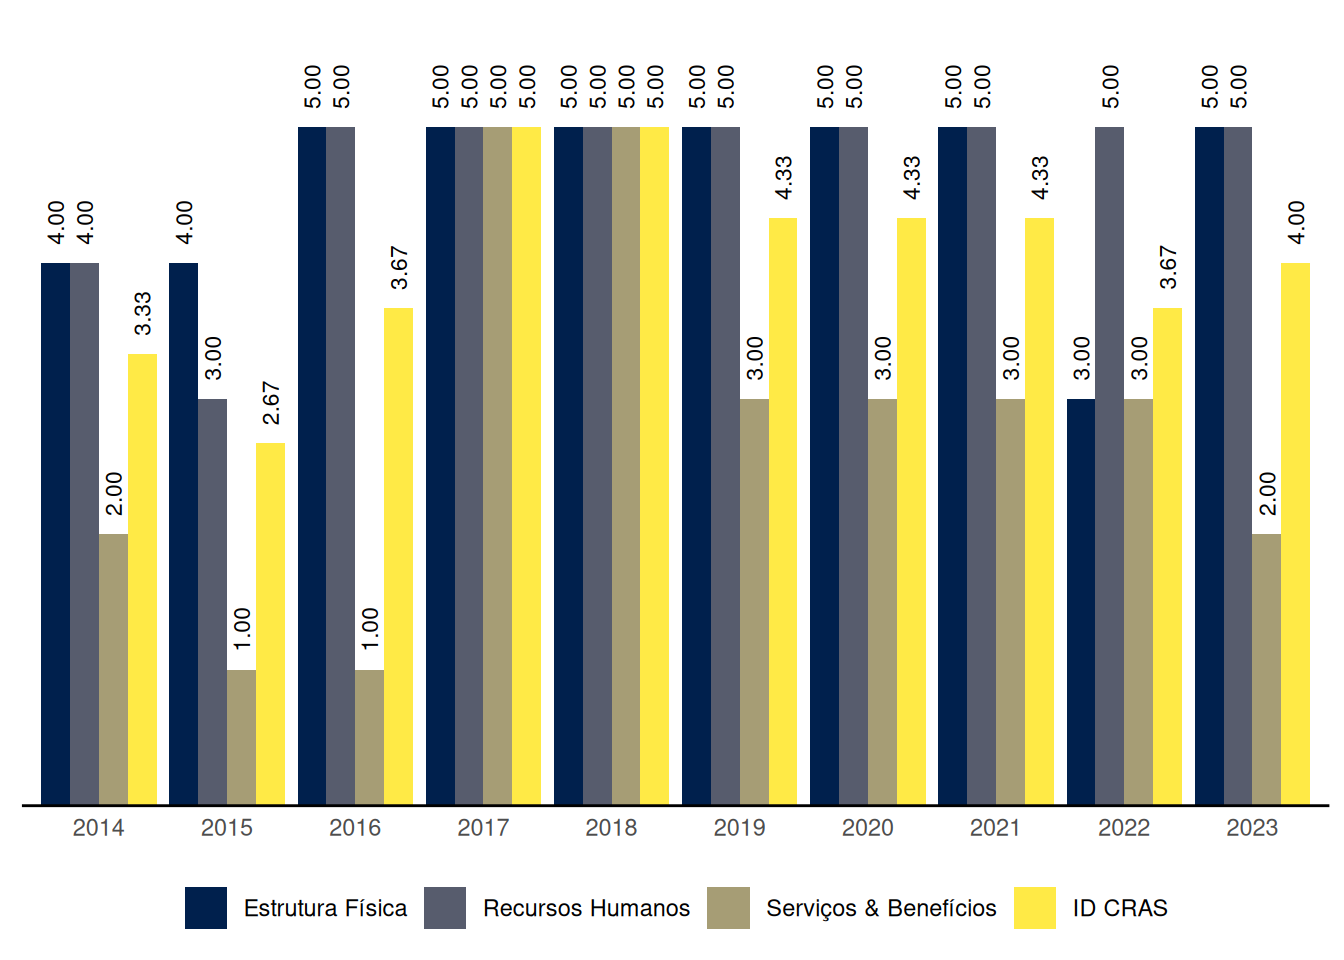 5.00 5.00 5.00 5.00 5.00 5.00 5.00 5.00 5.00 5.00 5.00 5.00 5.00 5.00 5.00 5.00 5.00 5.00 5.00
4.33 4.33 4.33
4.00 4.00 4.00 4.00
3.67 3.67
3.33
3.00 3.00 3.00 3.00 3.00 3.00
2.67
2.00 2.00
1.00 1.00
2014 2015 2016 2017 2018 2019 2020 2021 2022 2023
Estrutura Física Recursos Humanos Serviços & Benefícios ID CRAS